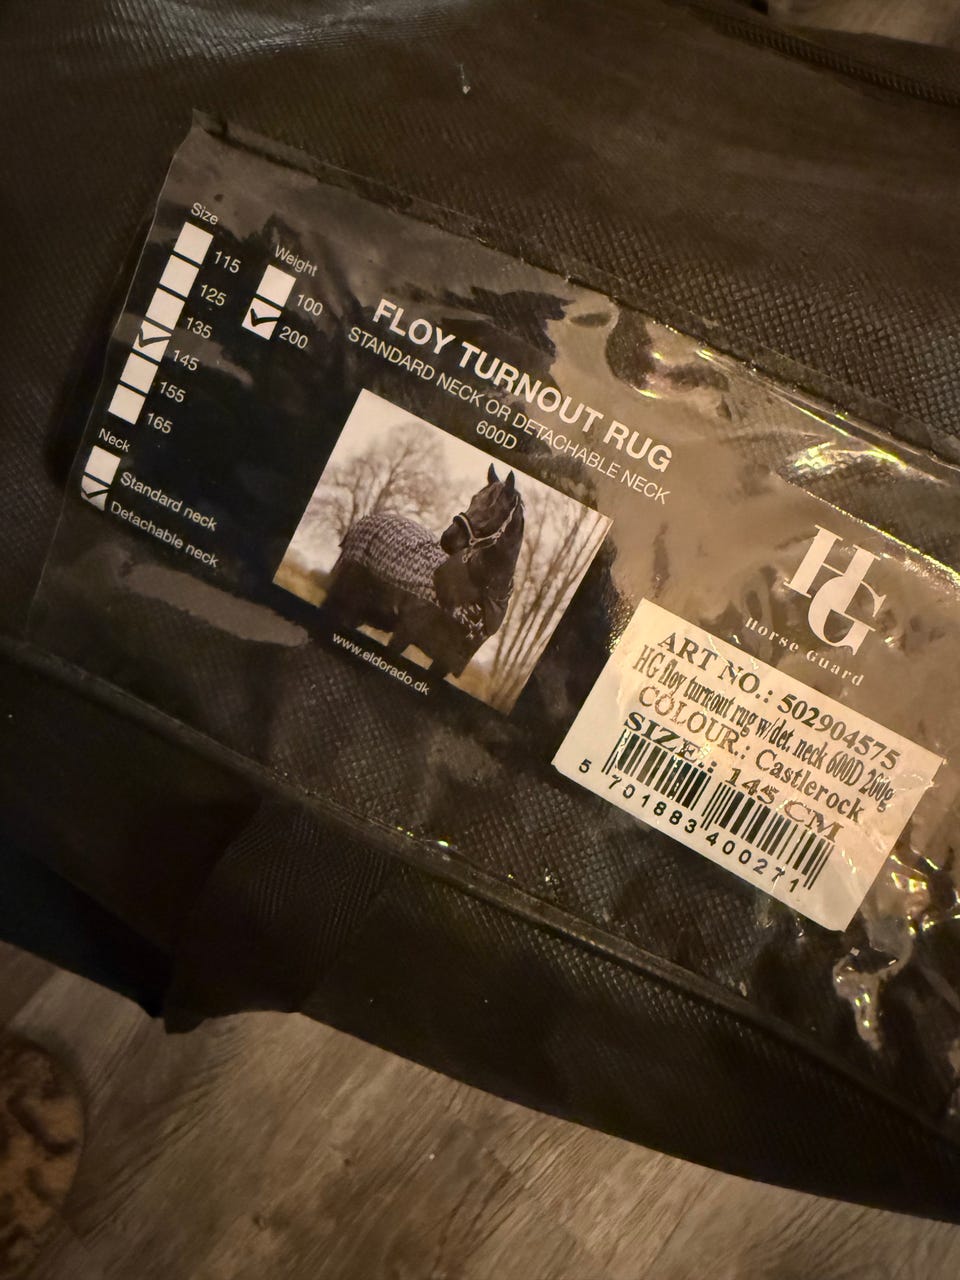 Size
115
125
135
145
155
165
Weight
100
200
Neck
Standard neck
Detachable neck
FLOY TURNOUT RUG
STANDARD NECK OR DETACHABLE NECK
600D
www.eldorado.dk
HG
Horse Guard
ART NO.: 502904575
HG floy turnout rug w/det. neck 600D 200g
COLOUR.: Castlerock
SIZE.: 145 CM
5 701883 400271